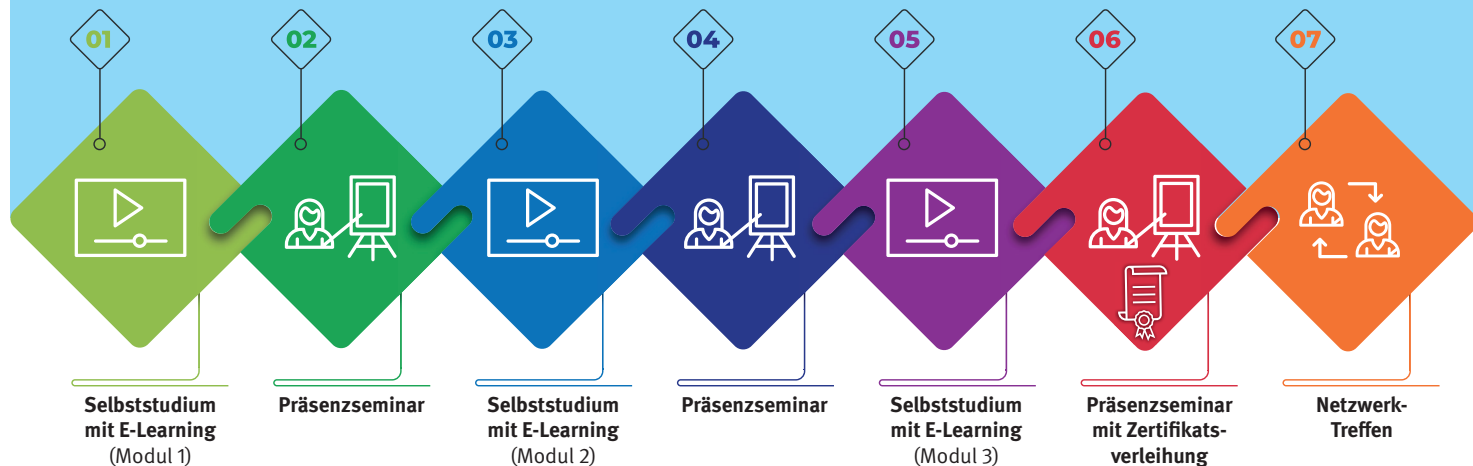 01
02
03
04
05
06
07
Selbststudium
mit E-Learning
(Modul 1)
Präsenzseminar
Selbststudium
mit E-Learning
(Modul 2)
Präsenzseminar
Selbststudium
mit E-Learning
(Modul 3)
Präsenzseminar
mit Zertifikats-
verleihung
Netzwerk-
Treffen